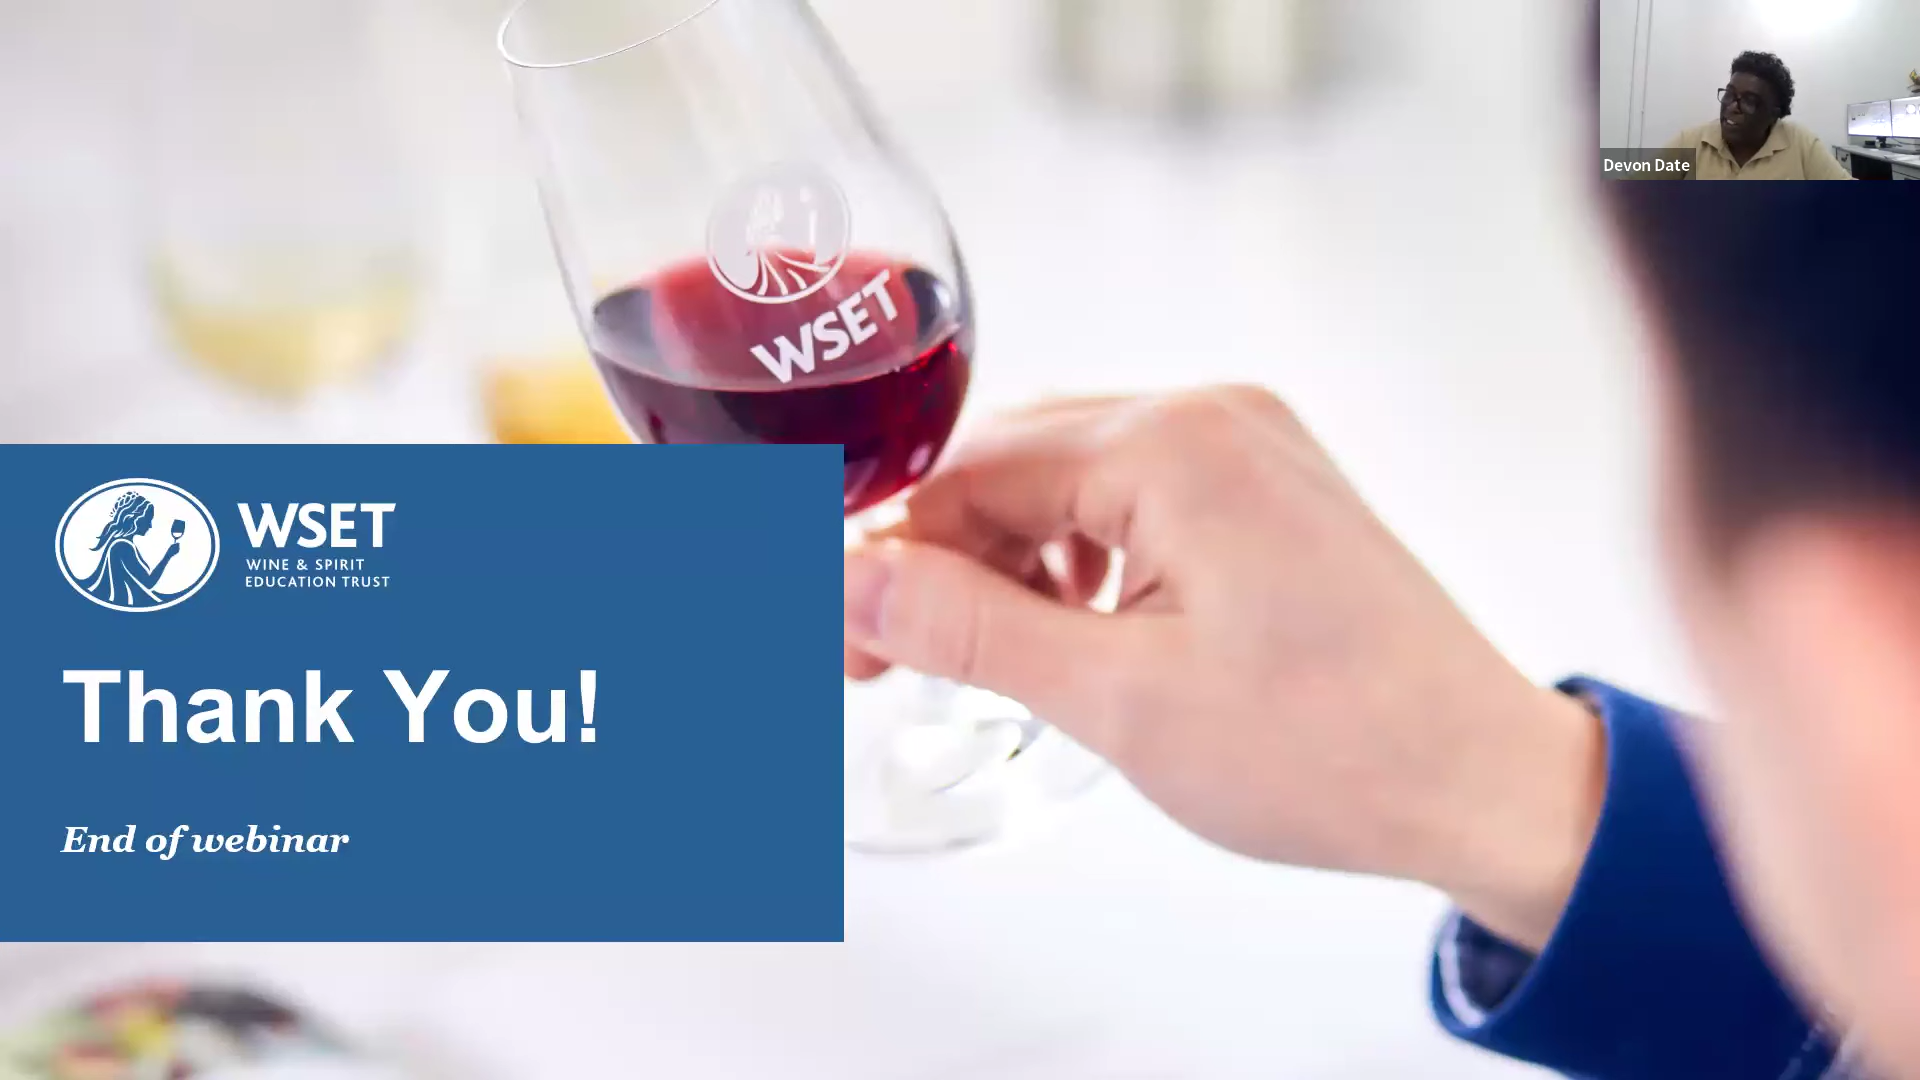 Devon Date
WSET
WSET
WINE & SPIRIT
EDUCATION TRUST
Thank You!
End of webinar